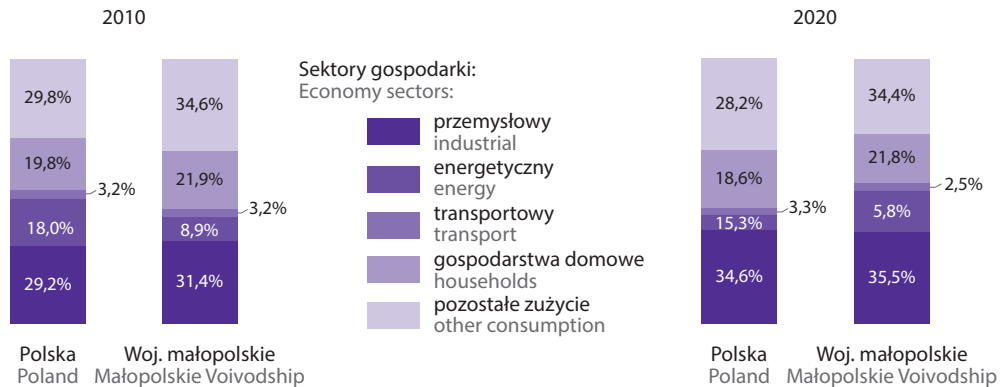 2010
29,8%
19,8%
3,2%
18,0%
29,2%
Polska
Poland
34,6%
21,9%
3,2%
8,9%
31,4%
Woj. małopolskie
Małopolskie Voivodship
Sektory gospodarki:
Economy sectors:
przemysłowy
industrial
energetyczny
energy
transportowy
transport
gospodarstwa domowe
households
pozostałe zużycie
other consumption
2020
28,2%
18,6%
3,3%
15,3%
34,6%
Polska
Poland
34,4%
21,8%
2,5%
5,8%
35,5%
Woj. małopolskie
Małopolskie Voivodship